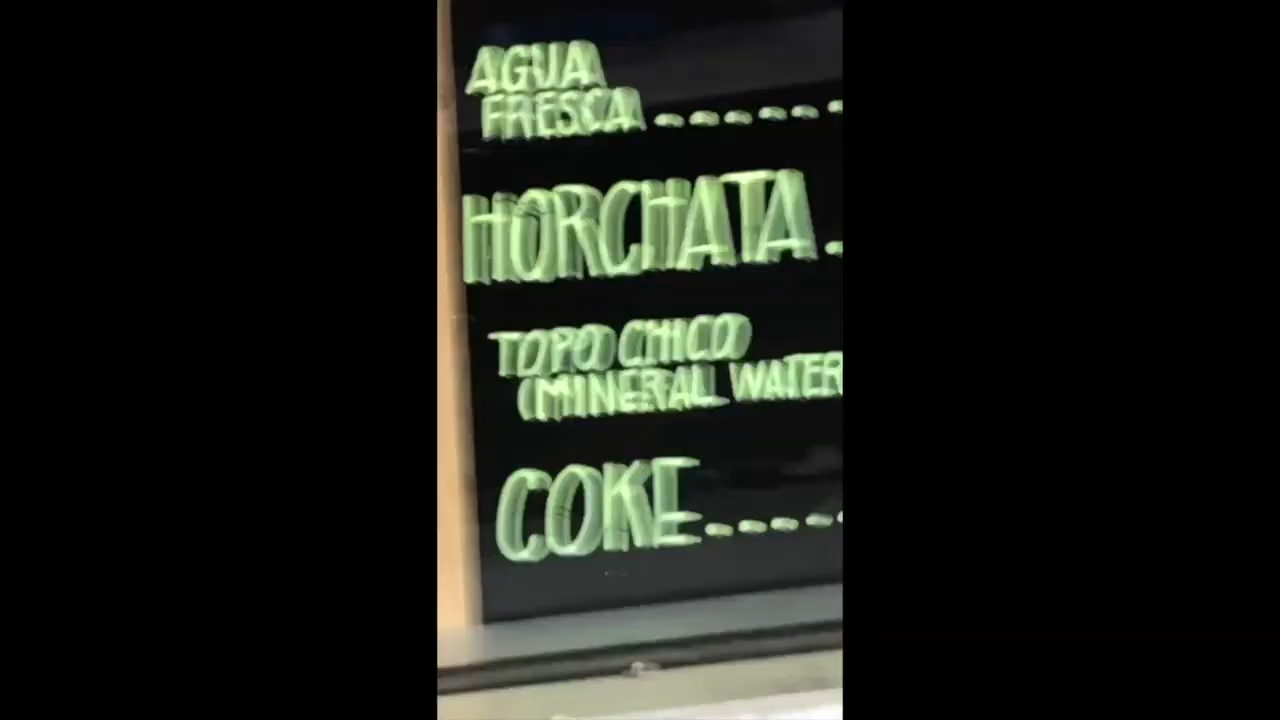 AGUA
FRESCA......
HORCHATA.
TOPO CHICO
(MINERAL WATER
COKE....